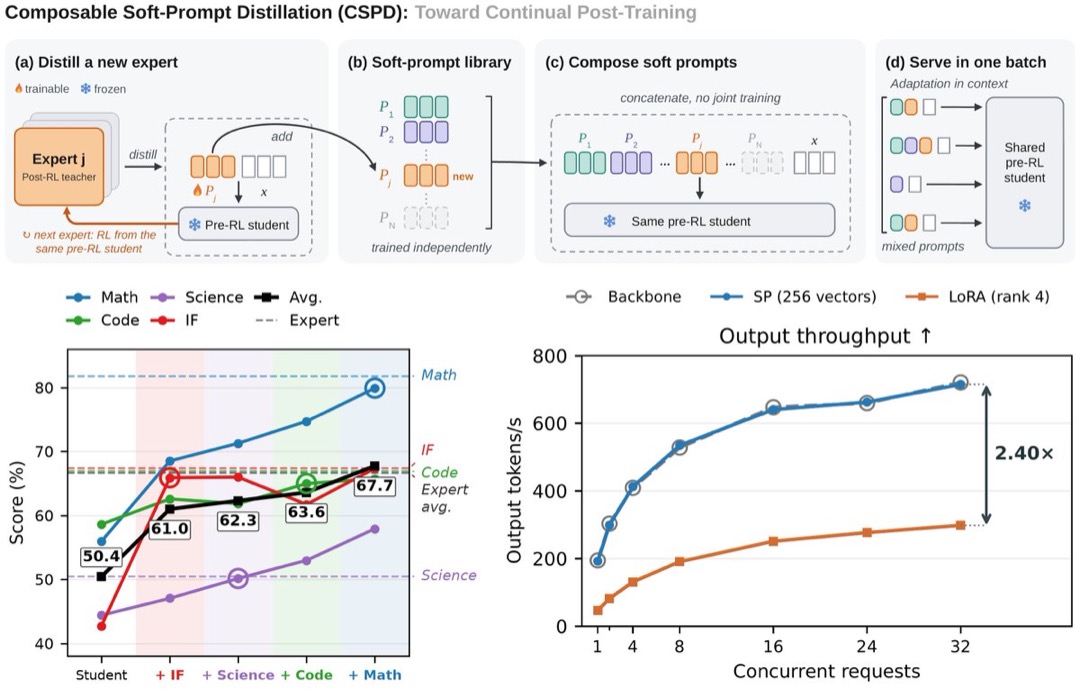 Composable Soft-Prompt Distillation (CSPD): Toward Continual Post-Training
(a) Distill a new expert
🔥 trainable ❄ frozen
Expert j
Post-RL teacher
distill
add
🔥 P_j
x
❄ Pre-RL student
↻ next expert: RL from the
same pre-RL student
(b) Soft-prompt library
P_1
P_2
P_j
new
P_N
trained independently
(c) Compose soft prompts
concatenate, no joint training
P_1 P_2 ... P_j ... P_N x
❄ Same pre-RL student
(d) Serve in one batch
Adaptation in context
Shared
pre-RL
student
❄
mixed prompts
Math Science Avg.
Code IF Expert
Score (%)
80
70
60
50
40
50.4
61.0
62.3
63.6
67.7
Math
IF
Code
Expert
avg.
Science
Student + IF + Science + Code + Math
Backbone SP (256 vectors) LoRA (rank 4)
Output throughput ↑
Output tokens/s
800
600
400
200
0
2.40×
1 4 8 16 24 32
Concurrent requests